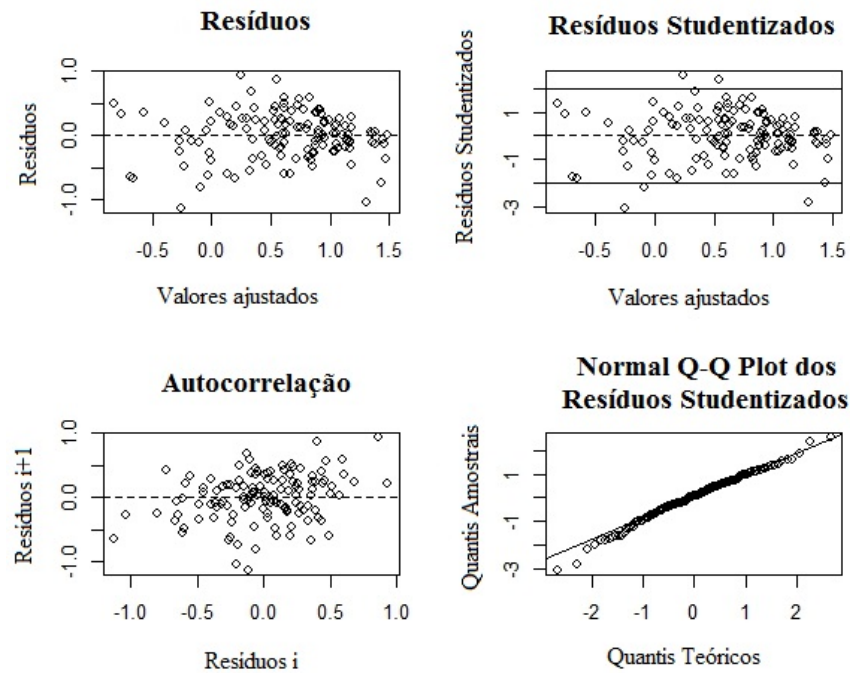 Resíduos
Resíduos
1.0
0.0
-1.0
-0.5 0.0 0.5 1.0 1.5
Valores ajustados
Resíduos Studentizados
Resíduos Studentizados
1
-1
-3
-0.5 0.0 0.5 1.0 1.5
Valores ajustados
Autocorrelação
Resíduos i+1
1.0
0.0
-1.0
-1.0 -0.5 0.0 0.5 1.0
Resíduos i
Normal Q-Q Plot dos
Resíduos Studentizados
Quantis Amostrais
1
-1
-3
-2 -1 0 1 2
Quantis Teóricos